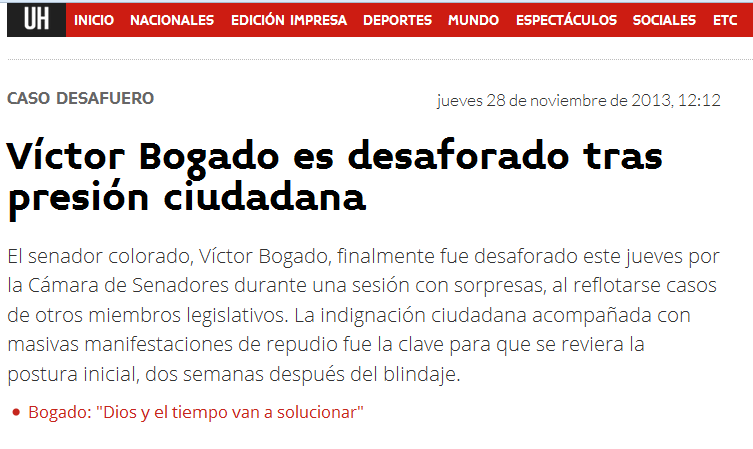 UH INICIO NACIONALES EDICIÓN IMPRESA DEPORTES MUNDO ESPECTÁCULOS SOCIALES ETC
CASO DESAFUERO jueves 28 de noviembre de 2013, 12:12
Víctor Bogado es desaforado tras
presión ciudadana
El senador colorado, Víctor Bogado, finalmente fue desaforado este jueves por
la Cámara de Senadores durante una sesión con sorpresas, al reflotarse casos
de otros miembros legislativos. La indignación ciudadana acompañada con
masivas manifestaciones de repudio fue la clave para que se reviera la
postura inicial, dos semanas después del blindaje.
• Bogado: "Dios y el tiempo van a solucionar"